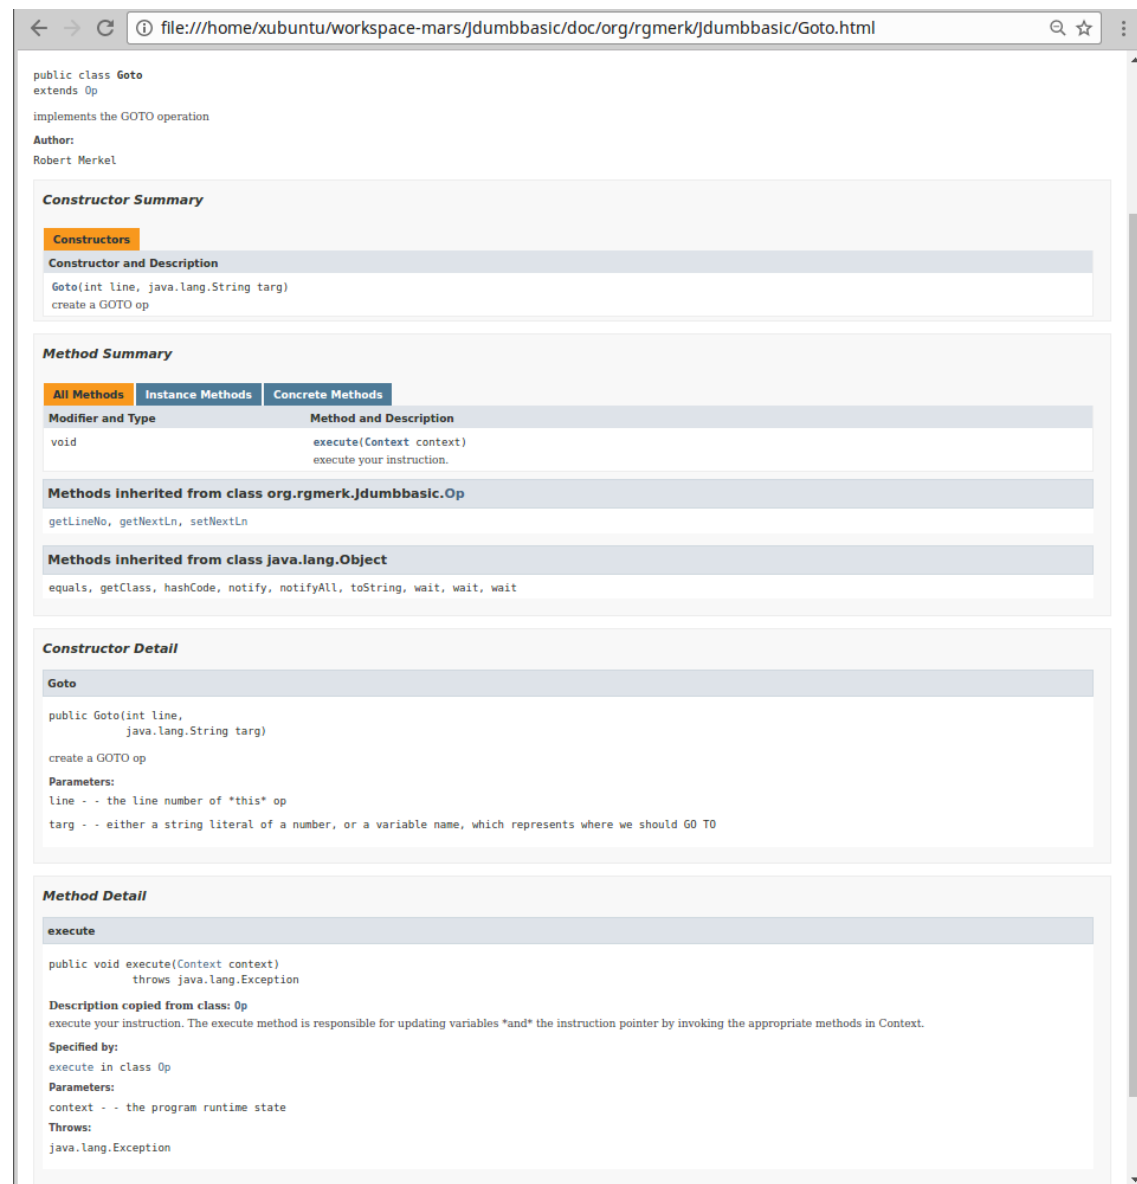 file:///home/xubuntu/workspace-mars/Jdumbbasic/doc/org/rgmerk/Jdumbbasic/Goto.html
public class Goto
extends Op
implements the GOTO operation
Author:
Robert Merkel
Constructor Summary
Constructors
Constructor and Description
Goto(int line, java.lang.String targ)
create a GOTO op
Method Summary
All Methods Instance Methods Concrete Methods
Modifier and Type Method and Description
void execute(Context context)
execute your instruction.
Methods inherited from class org.rgmerk.Jdumbbasic.Op
getLineNo, getNextLn, setNextLn
Methods inherited from class java.lang.Object
equals, getClass, hashCode, notify, notifyAll, toString, wait, wait, wait
Constructor Detail
Goto
public Goto(int line,
java.lang.String targ)
create a GOTO op
Parameters:
line - - the line number of *this* op
targ - - either a string literal of a number, or a variable name, which represents where we should GO TO
Method Detail
execute
public void execute(Context context)
throws java.lang.Exception
Description copied from class: Op
execute your instruction. The execute method is responsible for updating variables *and* the instruction pointer by invoking the appropriate methods in Context.
Specified by:
execute in class Op
Parameters:
context - - the program runtime state
Throws:
java.lang.Exception